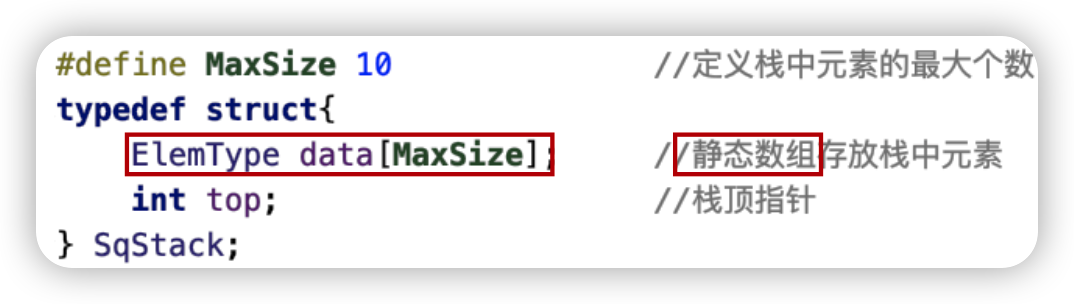 #define MaxSize 10 //定义栈中元素的最大个数
typedef struct{
ElemType data[MaxSize]; //静态数组存放栈中元素
int top; //栈顶指针
} SqStack;